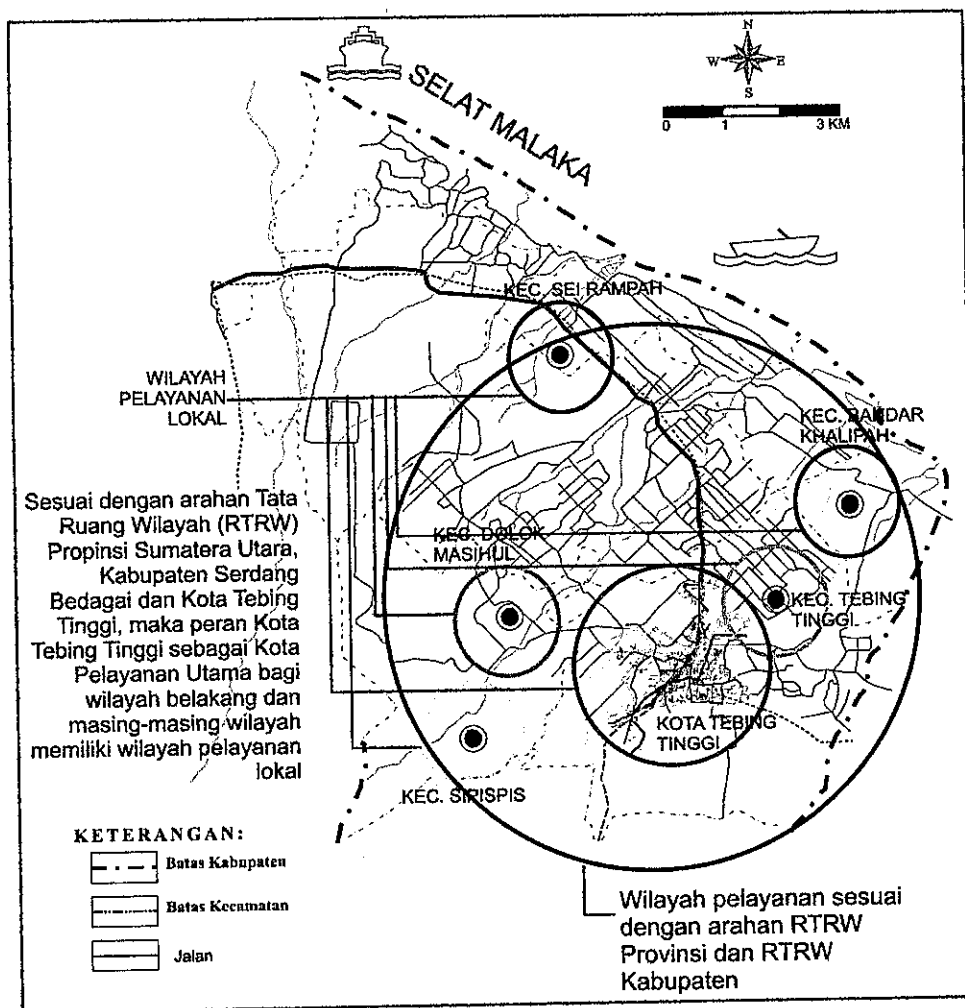 N
W E
S
0 1 3 KM
SELAT MALAKA
KEC. SEI RAMPAH
WILAYAH
PELAYANAN
LOKAL
KEC. BANDAR
KHALIPAH
Sesuai dengan arahan Tata
Ruang Wilayah (RTRW)
Propinsi Sumatera Utara,
Kabupaten Serdang
Bedagai dan Kota Tebing
Tinggi, maka peran Kota
Tebing Tinggi sebagai Kota
Pelayanan Utama bagi
wilayah belakang dan
masing-masing wilayah
memiliki wilayah pelayanan
lokal
KEC. DOLOK
MASIHUL
KEC. TEBING
TINGGI
KOTA TEBING
TINGGI
KEC. SIPISPIS
KETERANGAN:
Batas Kabupaten
Batas Kecamatan
Jalan
Wilayah pelayanan sesuai
dengan arahan RTRW
Provinsi dan RTRW
Kabupaten